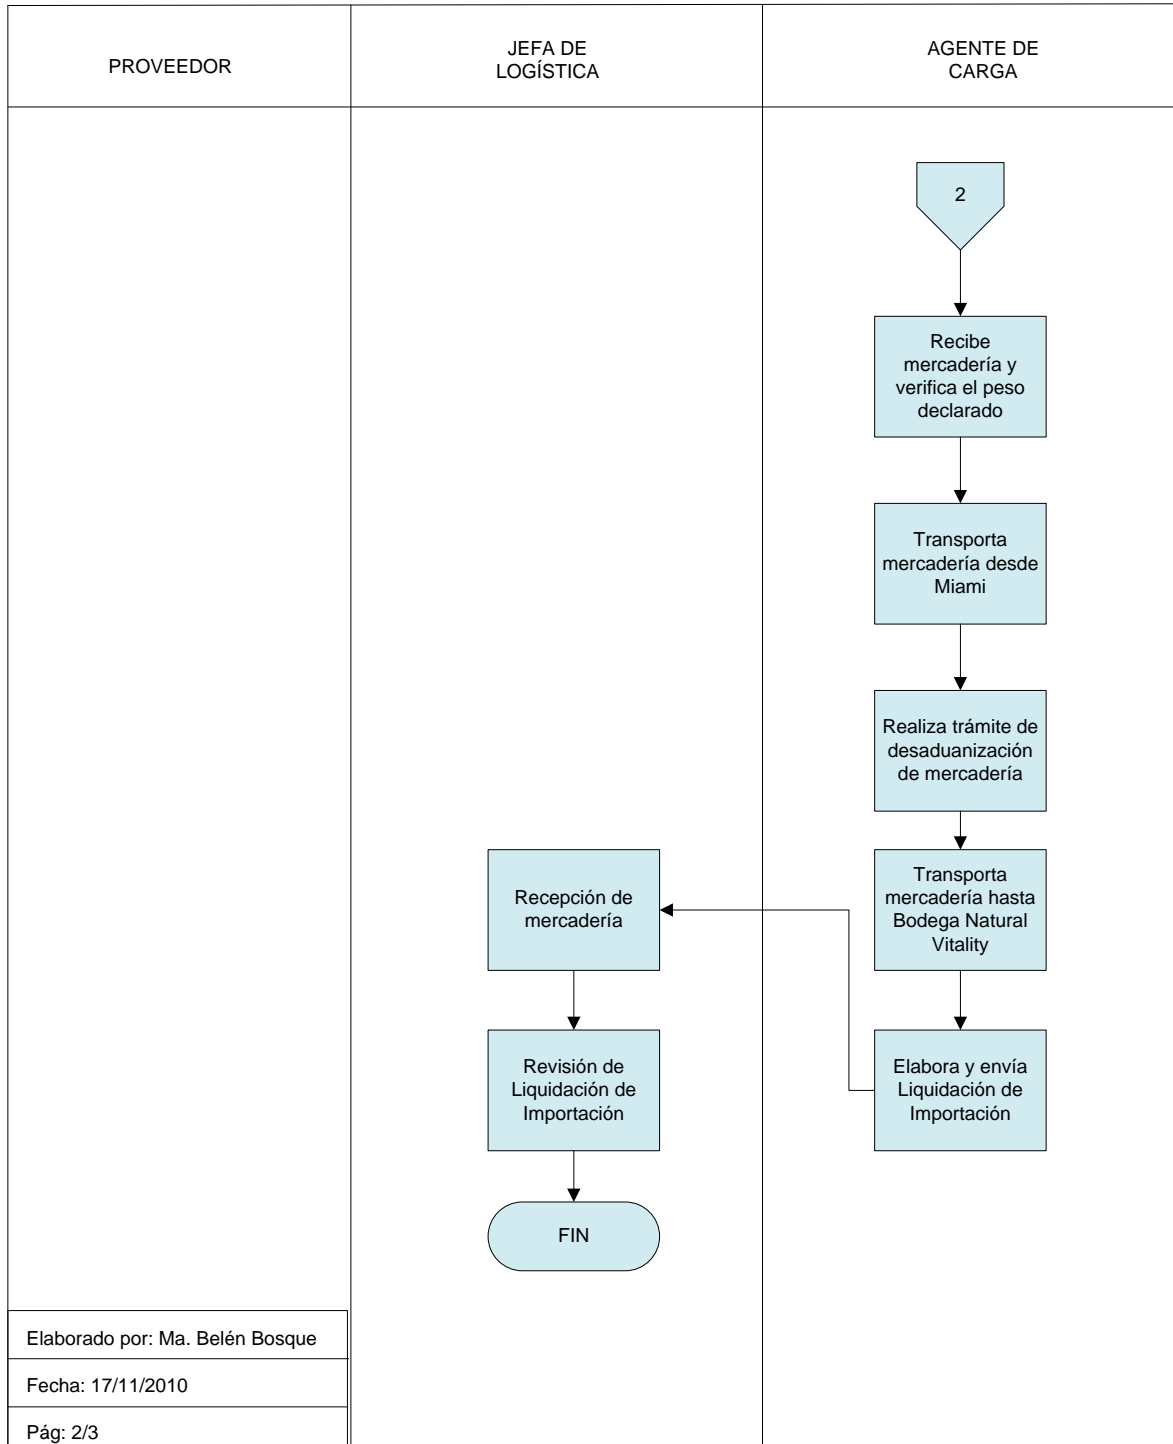 PROVEEDOR
JEFA DE
LOGÍSTICA
AGENTE DE
CARGA
2
Recibe
mercadería y
verifica el peso
declarado
Transporta
mercadería desde
Miami
Realiza trámite de
desaduanización
de mercadería
Transporta
mercadería hasta
Bodega Natural
Vitality
Recepción de
mercadería
Elabora y envía
Liquidación de
Importación
Revisión de
Liquidación de
Importación
FIN
Elaborado por: Ma. Belén Bosque
Fecha: 17/11/2010
Pág: 2/3